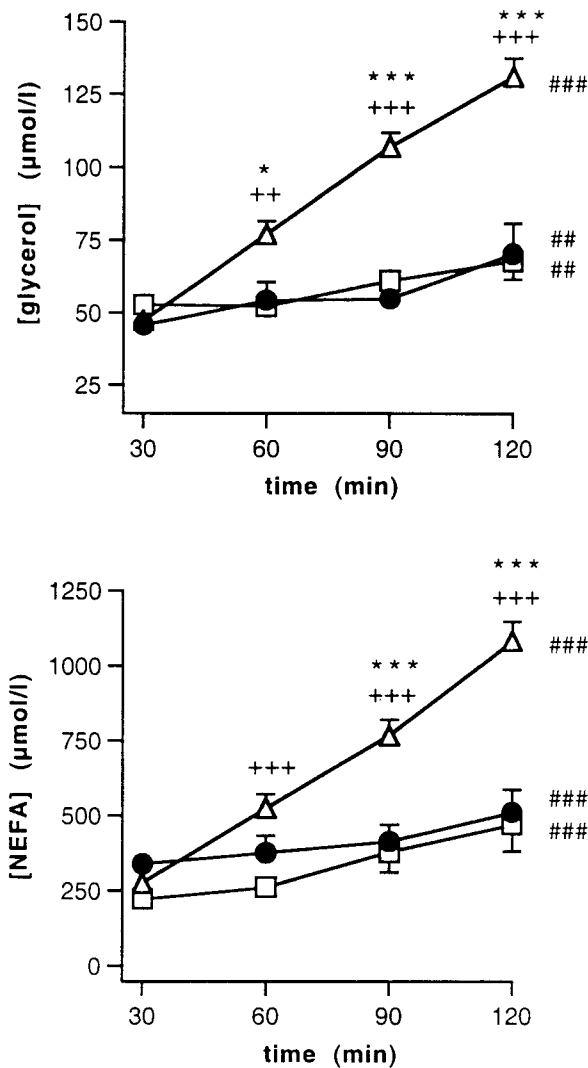 150
125
100
75
50
25
[glycerol] (µmol/l)
* * *
+++
* * *
+++
*
++
###
##
##
30 60 90 120
time (min)
1250
1000
750
500
250
0
[NEFA] (µmol/l)
* * *
+++
* * *
+++
+++
###
###
###
30 60 90 120
time (min)